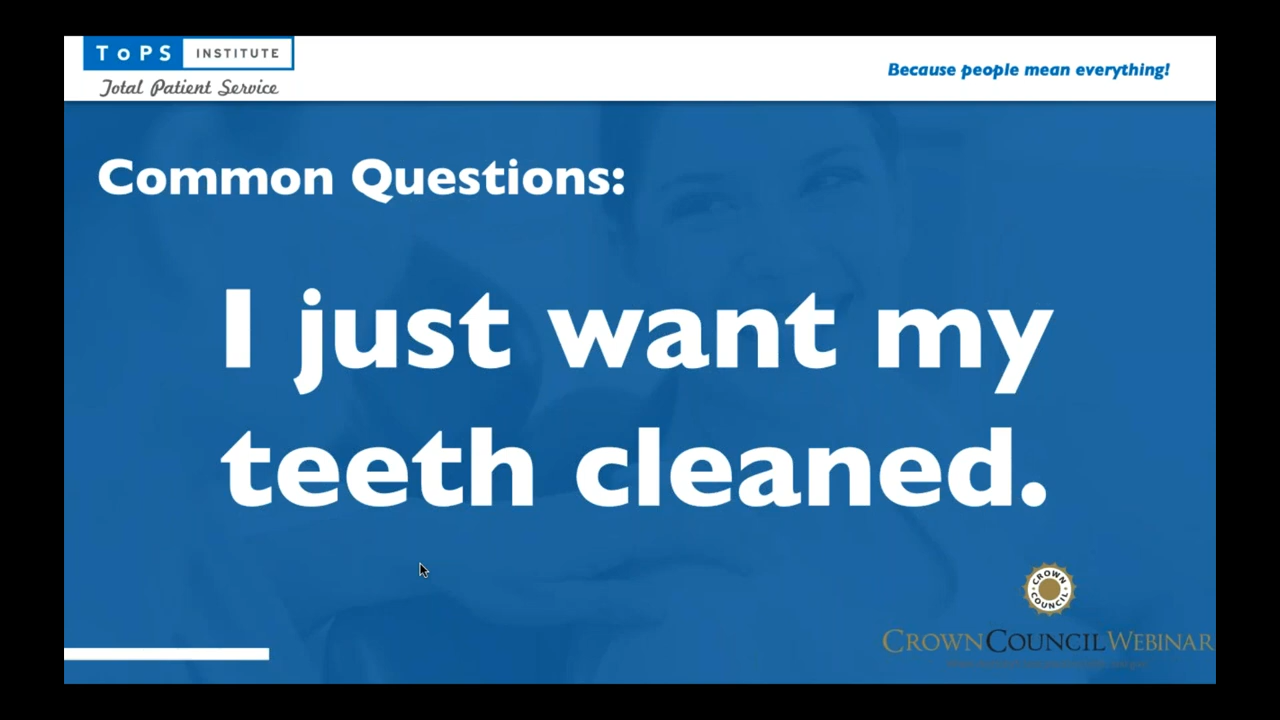 ToPS INSTITUTE
Total Patient Service
Because people mean everything!
Common Questions:
I just want my
teeth cleaned.
CROWN COUNCIL
CROWNCOUNCILWEBINAR